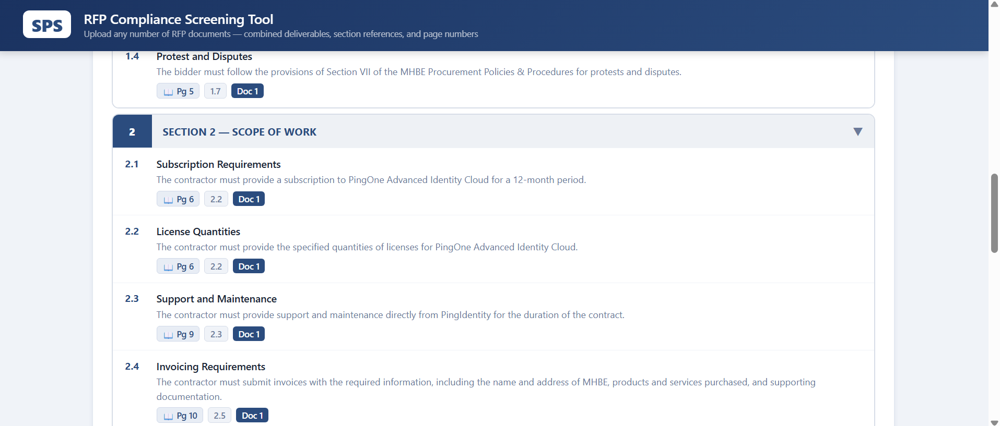 SPS
RFP Compliance Screening Tool
Upload any number of RFP documents — combined deliverables, section references, and page numbers
1.4 Protest and Disputes
The bidder must follow the provisions of Section VII of the MHBE Procurement Policies & Procedures for protests and disputes.
Pg 5 1.7 Doc 1
2 SECTION 2 — SCOPE OF WORK
2.1 Subscription Requirements
The contractor must provide a subscription to PingOne Advanced Identity Cloud for a 12-month period.
Pg 6 2.2 Doc 1
2.2 License Quantities
The contractor must provide the specified quantities of licenses for PingOne Advanced Identity Cloud.
Pg 6 2.2 Doc 1
2.3 Support and Maintenance
The contractor must provide support and maintenance directly from PingIdentity for the duration of the contract.
Pg 9 2.3 Doc 1
2.4 Invoicing Requirements
The contractor must submit invoices with the required information, including the name and address of MHBE, products and services purchased, and supporting
documentation.
Pg 10 2.5 Doc 1